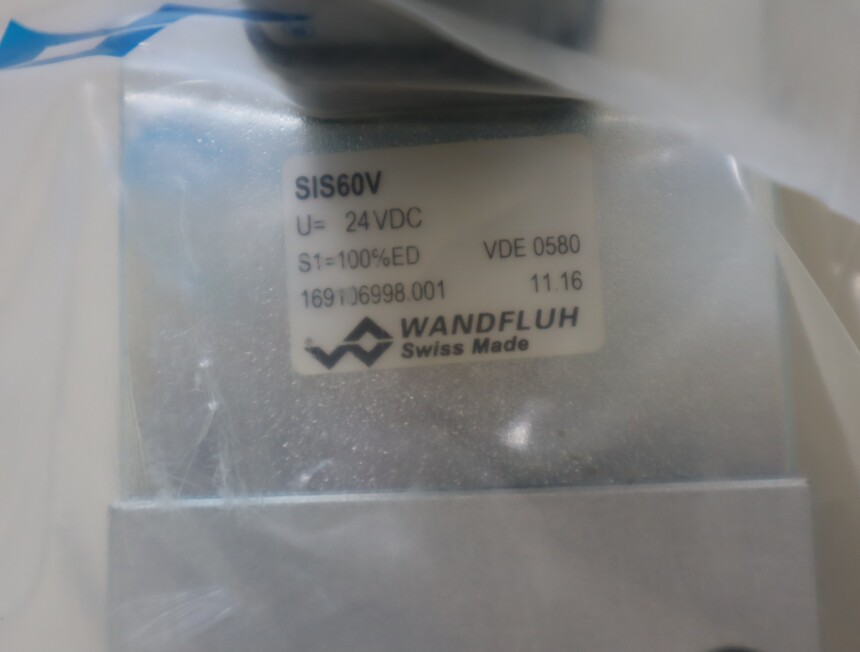 SIS60V
U= 24VDC
S1=100%ED VDE 0580
169106998.001 11.16
® WANDFLUH
Swiss Made